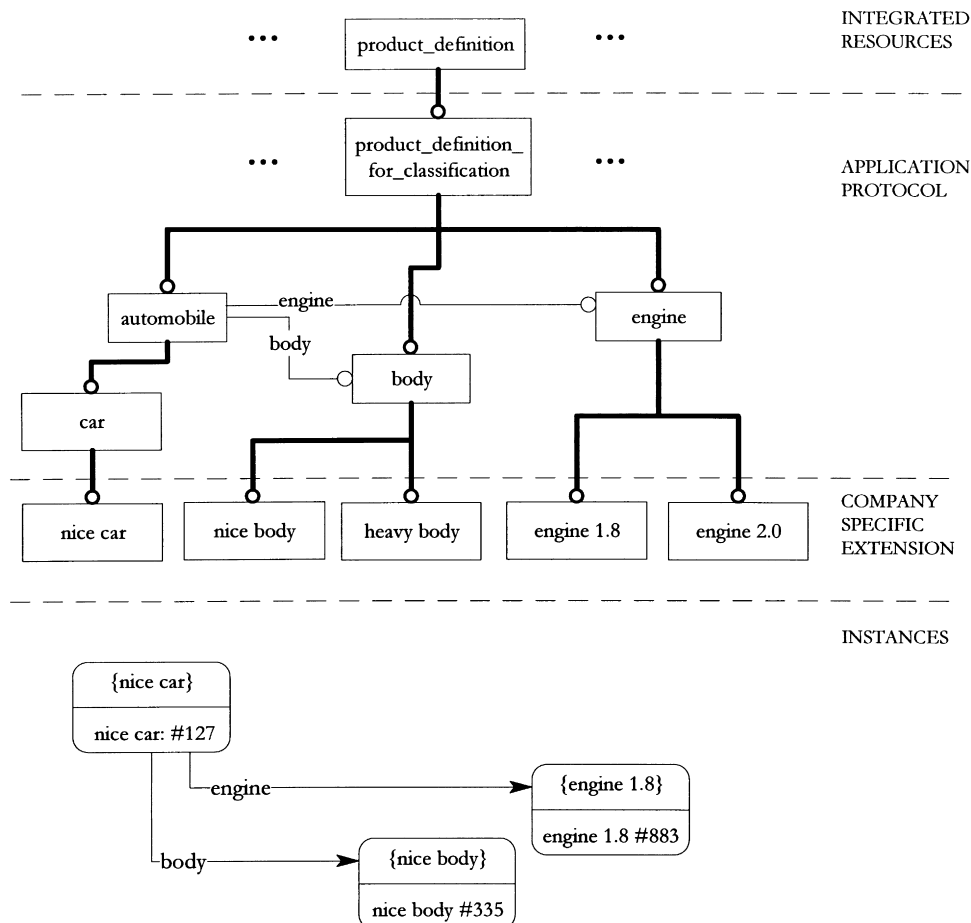 INTEGRATED
RESOURCES
... product_definition ...
product_definition_
for_classification
... ...
APPLICATION
PROTOCOL
engine
automobile
engine
body
body
car
COMPANY
SPECIFIC
EXTENSION
nice car
nice body
heavy body
engine 1.8
engine 2.0
INSTANCES
{nice car}
nice car: #127
engine
{engine 1.8}
engine 1.8 #883
body
{nice body}
nice body #335